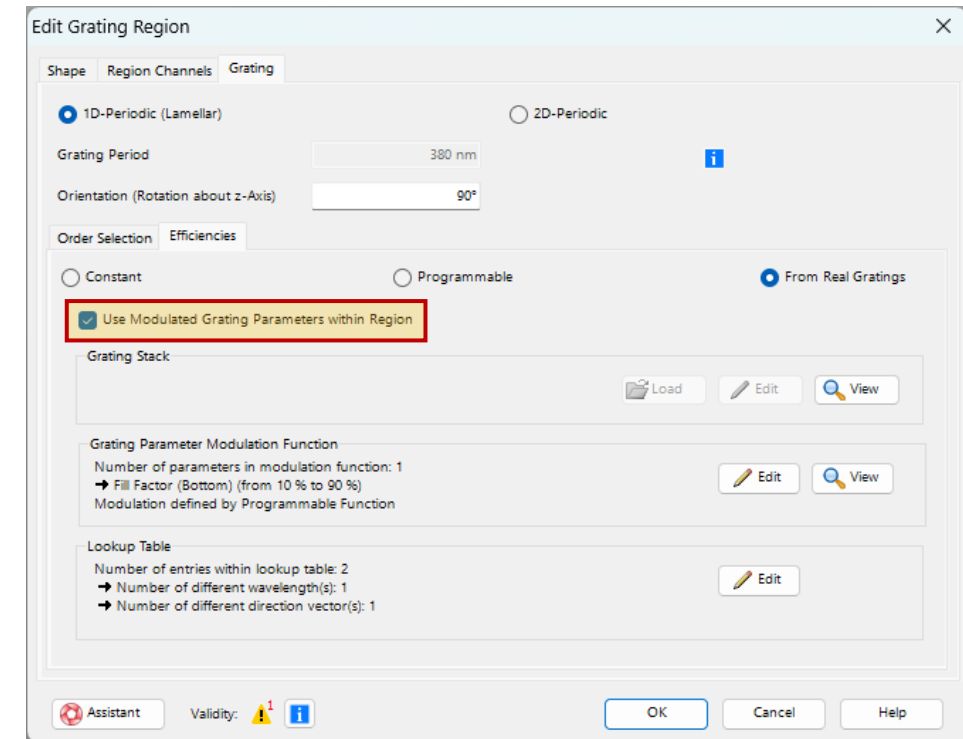 Edit Grating Region
Shape Region Channels Grating
1D-Periodic (Lamellar) 2D-Periodic
Grating Period 380 nm
Orientation (Rotation about z-Axis) 90°
Order Selection Efficiencies
Constant Programmable From Real Gratings
Use Modulated Grating Parameters within Region
Grating Stack
Load Edit View
Grating Parameter Modulation Function
Number of parameters in modulation function: 1
➔ Fill Factor (Bottom) (from 10 % to 90 %)
Modulation defined by Programmable Function
Edit View
Lookup Table
Number of entries within lookup table: 2
➔ Number of different wavelength(s): 1
➔ Number of different direction vector(s): 1
Edit
Assistant Validity: 1 OK Cancel Help